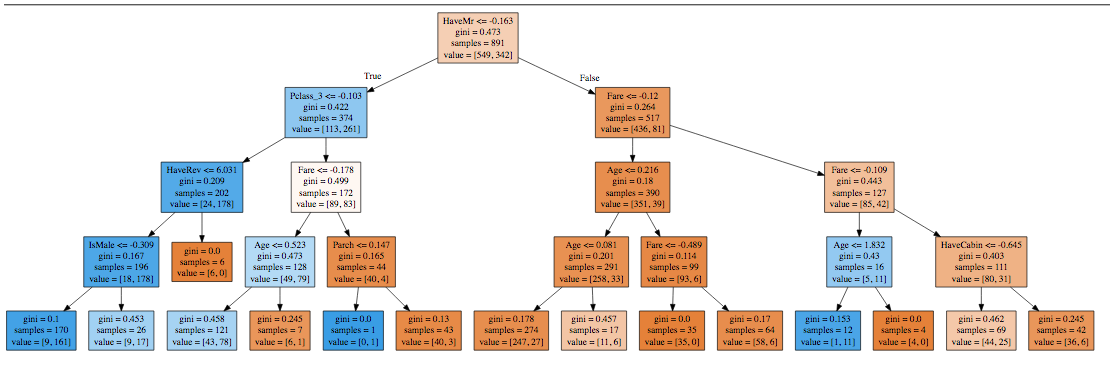 HaveMr <= -0.163
gini = 0.473
samples = 891
value = [549, 342]
True
False
Pclass_3 <= -0.103
gini = 0.422
samples = 374
value = [113, 261]
Fare <= -0.12
gini = 0.264
samples = 517
value = [436, 81]
HaveRev <= 6.031
gini = 0.209
samples = 202
value = [24, 178]
Fare <= -0.178
gini = 0.499
samples = 172
value = [89, 83]
Age <= 0.216
gini = 0.18
samples = 390
value = [351, 39]
Fare <= -0.109
gini = 0.443
samples = 127
value = [85, 42]
IsMale <= -0.309
gini = 0.167
samples = 196
value = [18, 178]
gini = 0.0
samples = 6
value = [6, 0]
Age <= 0.523
gini = 0.473
samples = 128
value = [49, 79]
Parch <= 0.147
gini = 0.165
samples = 44
value = [40, 4]
Age <= 0.081
gini = 0.201
samples = 291
value = [258, 33]
Fare <= -0.489
gini = 0.114
samples = 99
value = [93, 6]
Age <= 1.832
gini = 0.43
samples = 16
value = [5, 11]
HaveCabin <= -0.645
gini = 0.403
samples = 111
value = [80, 31]
gini = 0.1
samples = 170
value = [9, 161]
gini = 0.453
samples = 26
value = [9, 17]
gini = 0.458
samples = 121
value = [43, 78]
gini = 0.245
samples = 7
value = [6, 1]
gini = 0.0
samples = 1
value = [0, 1]
gini = 0.13
samples = 43
value = [40, 3]
gini = 0.178
samples = 274
value = [247, 27]
gini = 0.457
samples = 17
value = [11, 6]
gini = 0.0
samples = 35
value = [35, 0]
gini = 0.17
samples = 64
value = [58, 6]
gini = 0.153
samples = 12
value = [1, 11]
gini = 0.0
samples = 4
value = [4, 0]
gini = 0.462
samples = 69
value = [44, 25]
gini = 0.245
samples = 42
value = [36, 6]